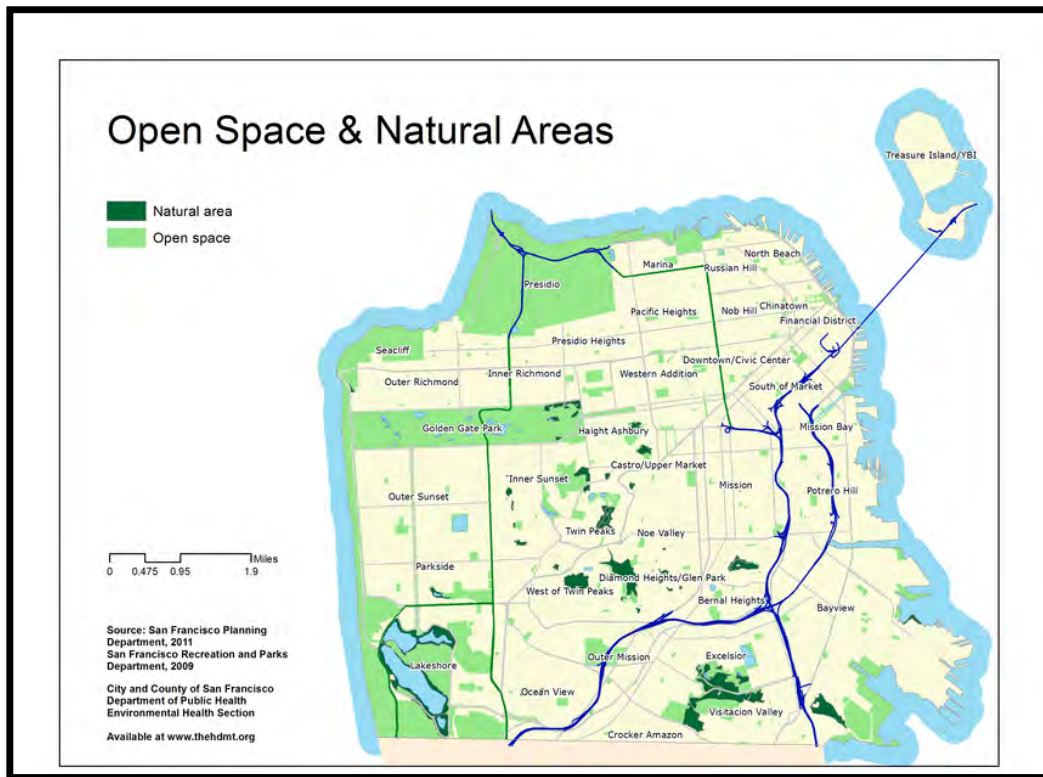 Open Space & Natural Areas
Natural area
Open space
Treasure Island/YBI
North Beach
Marina
Russian Hill
Presidio
Chinatown
Pacific Heights
Nob Hill
Financial District
Presidio Heights
Seacliff
Downtown/Civic Center
Inner Richmond
Western Addition
Outer Richmond
South of Market
Golden Gate Park
Haight Ashbury
Mission Bay
Castro/Upper Market
Inner Sunset
Mission
Potrero Hill
Outer Sunset
Twin Peaks
Noe Valley
Miles
0 0.475 0.95 1.9
Parkside
Diamond Heights/Glen Park
West of Twin Peaks
Bernal Heights
Bayview
Source: San Francisco Planning
Department, 2011
San Francisco Recreation and Parks
Department, 2009
Outer Mission
Excelsior
Lakeshore
City and County of San Francisco
Department of Public Health
Environmental Health Section
Ocean View
Visitacion Valley
Crocker Amazon
Available at www.thehdmt.org